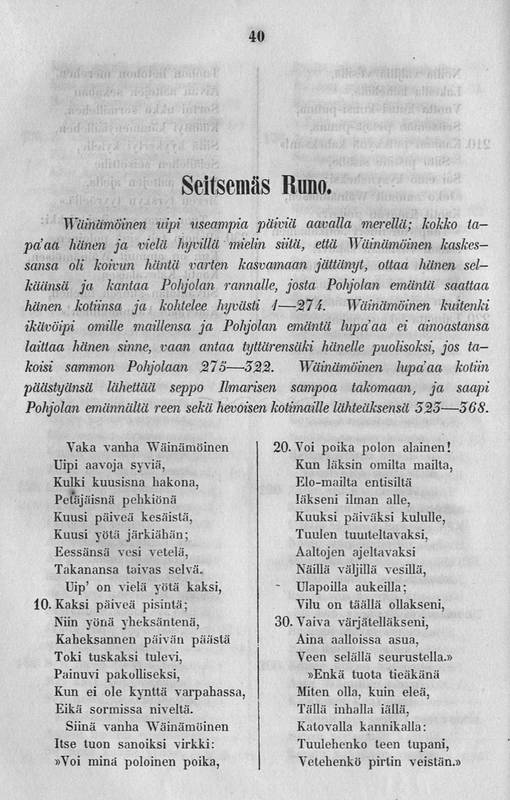 40
Seitsemäs Runo.
Wäinämöinen uipi useampia päiviä aavalla merellä; kokko ta-
pa'aa hänen ja vielä hyvillä mielin siitä, että Wäinämöinen kaskes-
sansa oli koivun häntä varten kasvamaan jättänyt, ottaa hänen sel-
käänsä ja kantaa Pohjolan rannalle, josta Pohjolan emäntä saattaa
hänen kotiinsa ja kohtelee hyvästi 1—274. Wäinämöinen kuitenki
ikävöipi omille maillensa ja Pohjolan emäntä lupa'aa ei ainoastansa
laittaa hänen sinne, vaan antaa tyttärensäki hänelle puolisoksi, jos ta-
koisi sammon Pohjolaan 275—322. Wäinämöinen lupa'aa kotiin
päästyänsä lähettää seppo Ilmarisen sampoa takomaan, ja saapi
Pohjolan emännältä reen sekä hevoisen kotimaille lähteäksensä 323—368.
Vaka vanha Wäinämöinen
Uipi aavoja syviä,
Kulki kuusisna hakona,
Petäjäisnä pehkiönä
Kuusi päiveä kesäistä,
Kuusi yötä järkiähän;
Eessänsä vesi vetelä,
Takanansa taivas selvä.
Uip' on vielä yötä kaksi,
10. Kaksi päiveä pisintä;
Niin yönä yheksäntenä,
Kaheksannen päivän päästä
Toki tuskaksi tulevi,
Painuvi pakolliseksi,
Kun ei ole kynttä varpahassa,
Eikä sormissa niveltä.
Siinä vanha Wäinämöinen
Itse tuon sanoiksi virkki:
»Voi minä poloinen poika,
20. Voi poika polon alainen!
Kun läksin omilta mailta,
Elo-mailta entisiltä
Iäkseni ilman alle,
Kuuksi päiväksi kululle,
Tuulen tuuteltavaksi,
Aaltojen ajeltavaksi
Näillä väljillä vesillä,
Ulapoilla aukeilla;
Vilu on täällä ollakseni,
30. Vaiva värjätelläkseni,
Aina aalloissa asua,
Veen selällä seurustella.»
»Enkä tuota tieäkänä
Miten olla, kuin eleä,
Tällä inhalla iällä,
Katovalla kannikalla:
Tuulehenko teen tupani,
Vetehenkö pirtin veistän.»